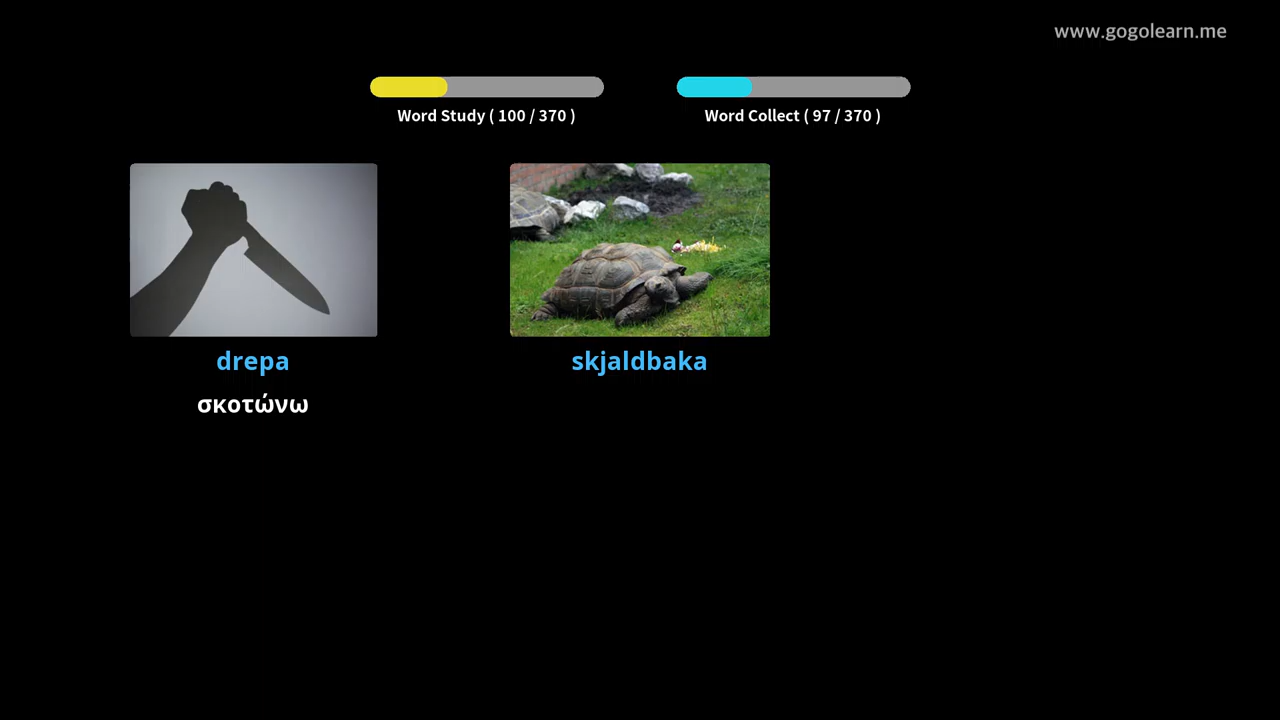 www.gogolearn.me
Word Study ( 100 / 370 )
Word Collect ( 97 / 370 )
drepa
skjaldbaka
σκοτώνω